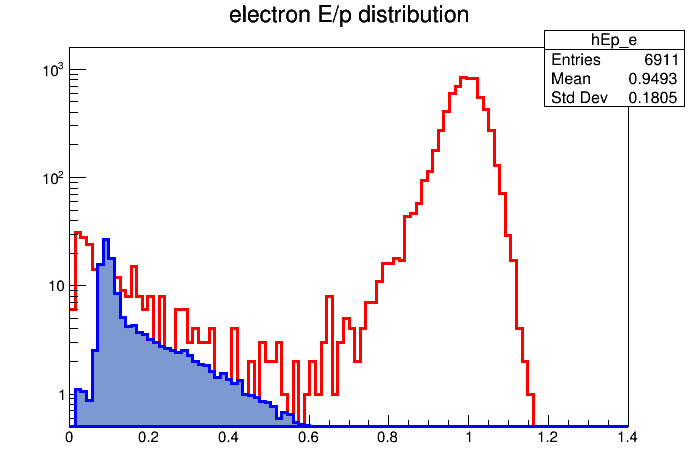 electron E/p distribution
hEp_e
Entries 6911
Mean 0.9493
Std Dev 0.1805
10³
10²
10
1
0 0.2 0.4 0.6 0.8 1 1.2 1.4